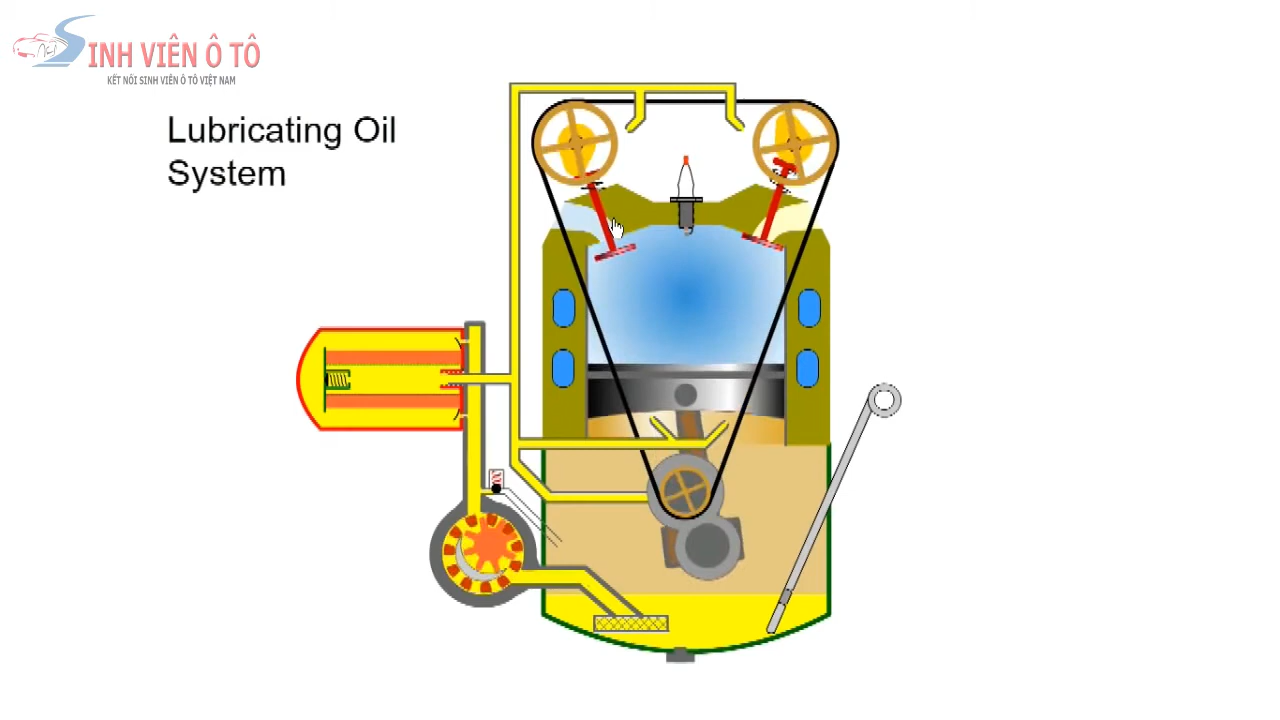 SINH VIÊN Ô TÔ
KẾT NỐI SINH VIÊN Ô TÔ VIỆT NAM
Lubricating Oil
System